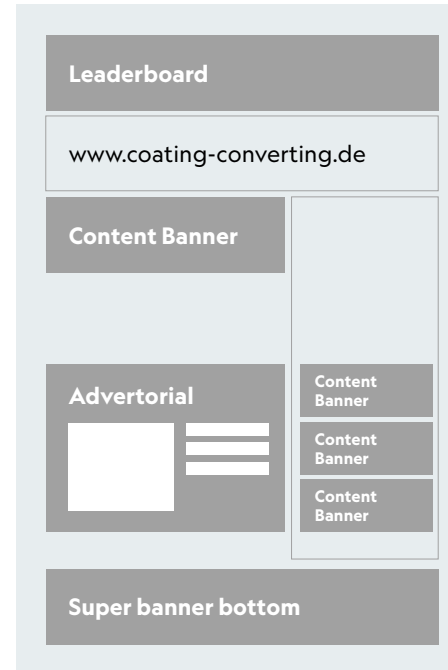 Leaderboard
www.coating-converting.de
Content Banner
Advertorial
Content
Banner
Content
Banner
Content
Banner
Super banner bottom